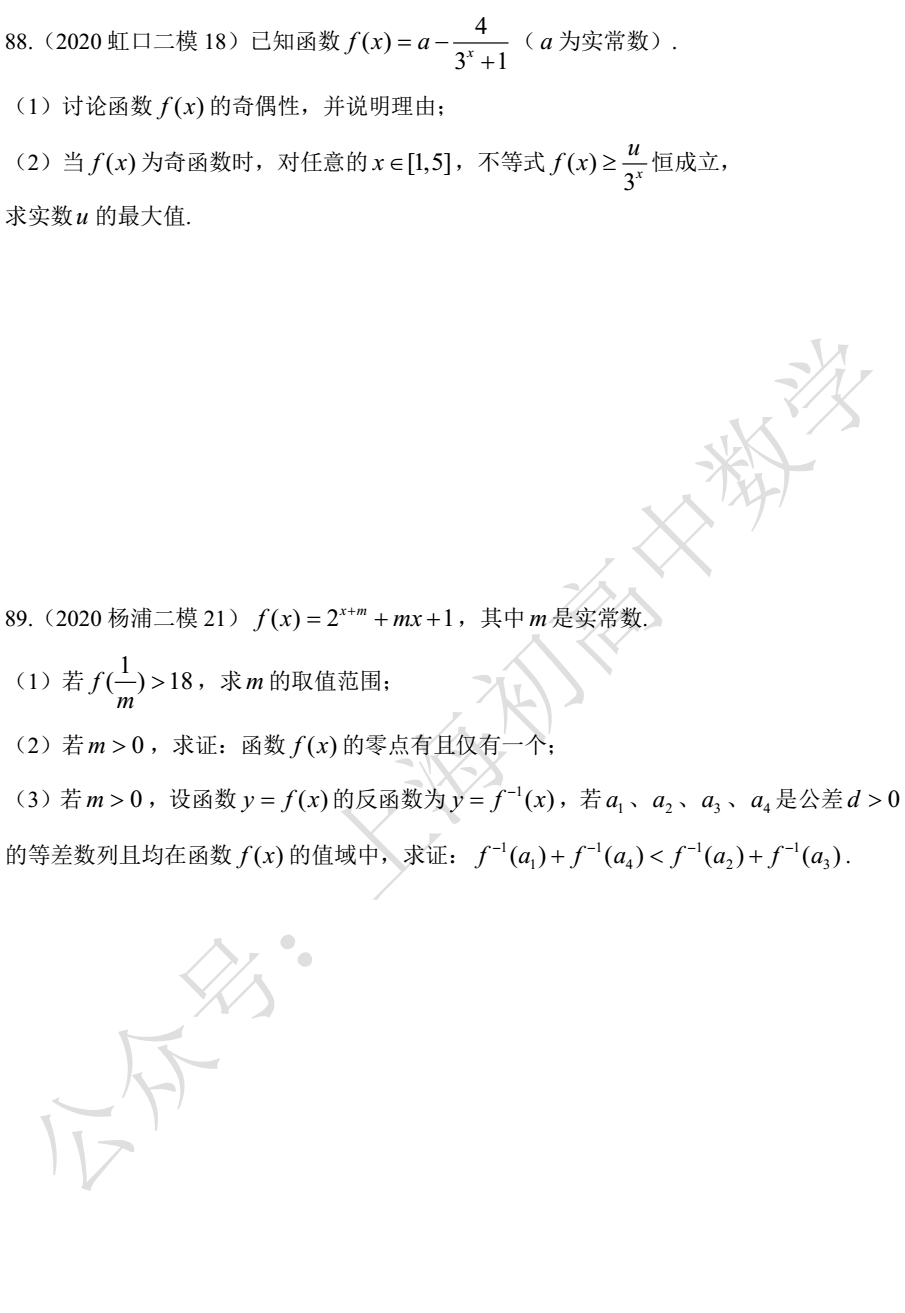 88.（2020 虹口二模 18）已知函数 f(x) = a − 4/(3^x + 1)（ a 为实常数）.
（1）讨论函数 f(x) 的奇偶性，并说明理由；
（2）当 f(x) 为奇函数时，对任意的 x ∈[1,5]，不等式 f(x) ≥ u/3^x 恒成立，
求实数 u 的最大值.
89.（2020 杨浦二模 21） f(x) = 2^{x+m} + mx +1，其中 m 是实常数.
（1）若 f(1/m) > 18，求 m 的取值范围；
（2）若 m > 0，求证：函数 f(x) 的零点有且仅有一个；
（3）若 m > 0，设函数 y = f(x) 的反函数为 y = f^{-1}(x)，若 a₁ 、a₂ 、a₃ 、a₄ 是公差 d > 0
的等差数列且均在函数 f(x) 的值域中，求证： f^{-1}(a₁) + f^{-1}(a₄) < f^{-1}(a₂) + f^{-1}(a₃) .
公众号：上海初高中数学